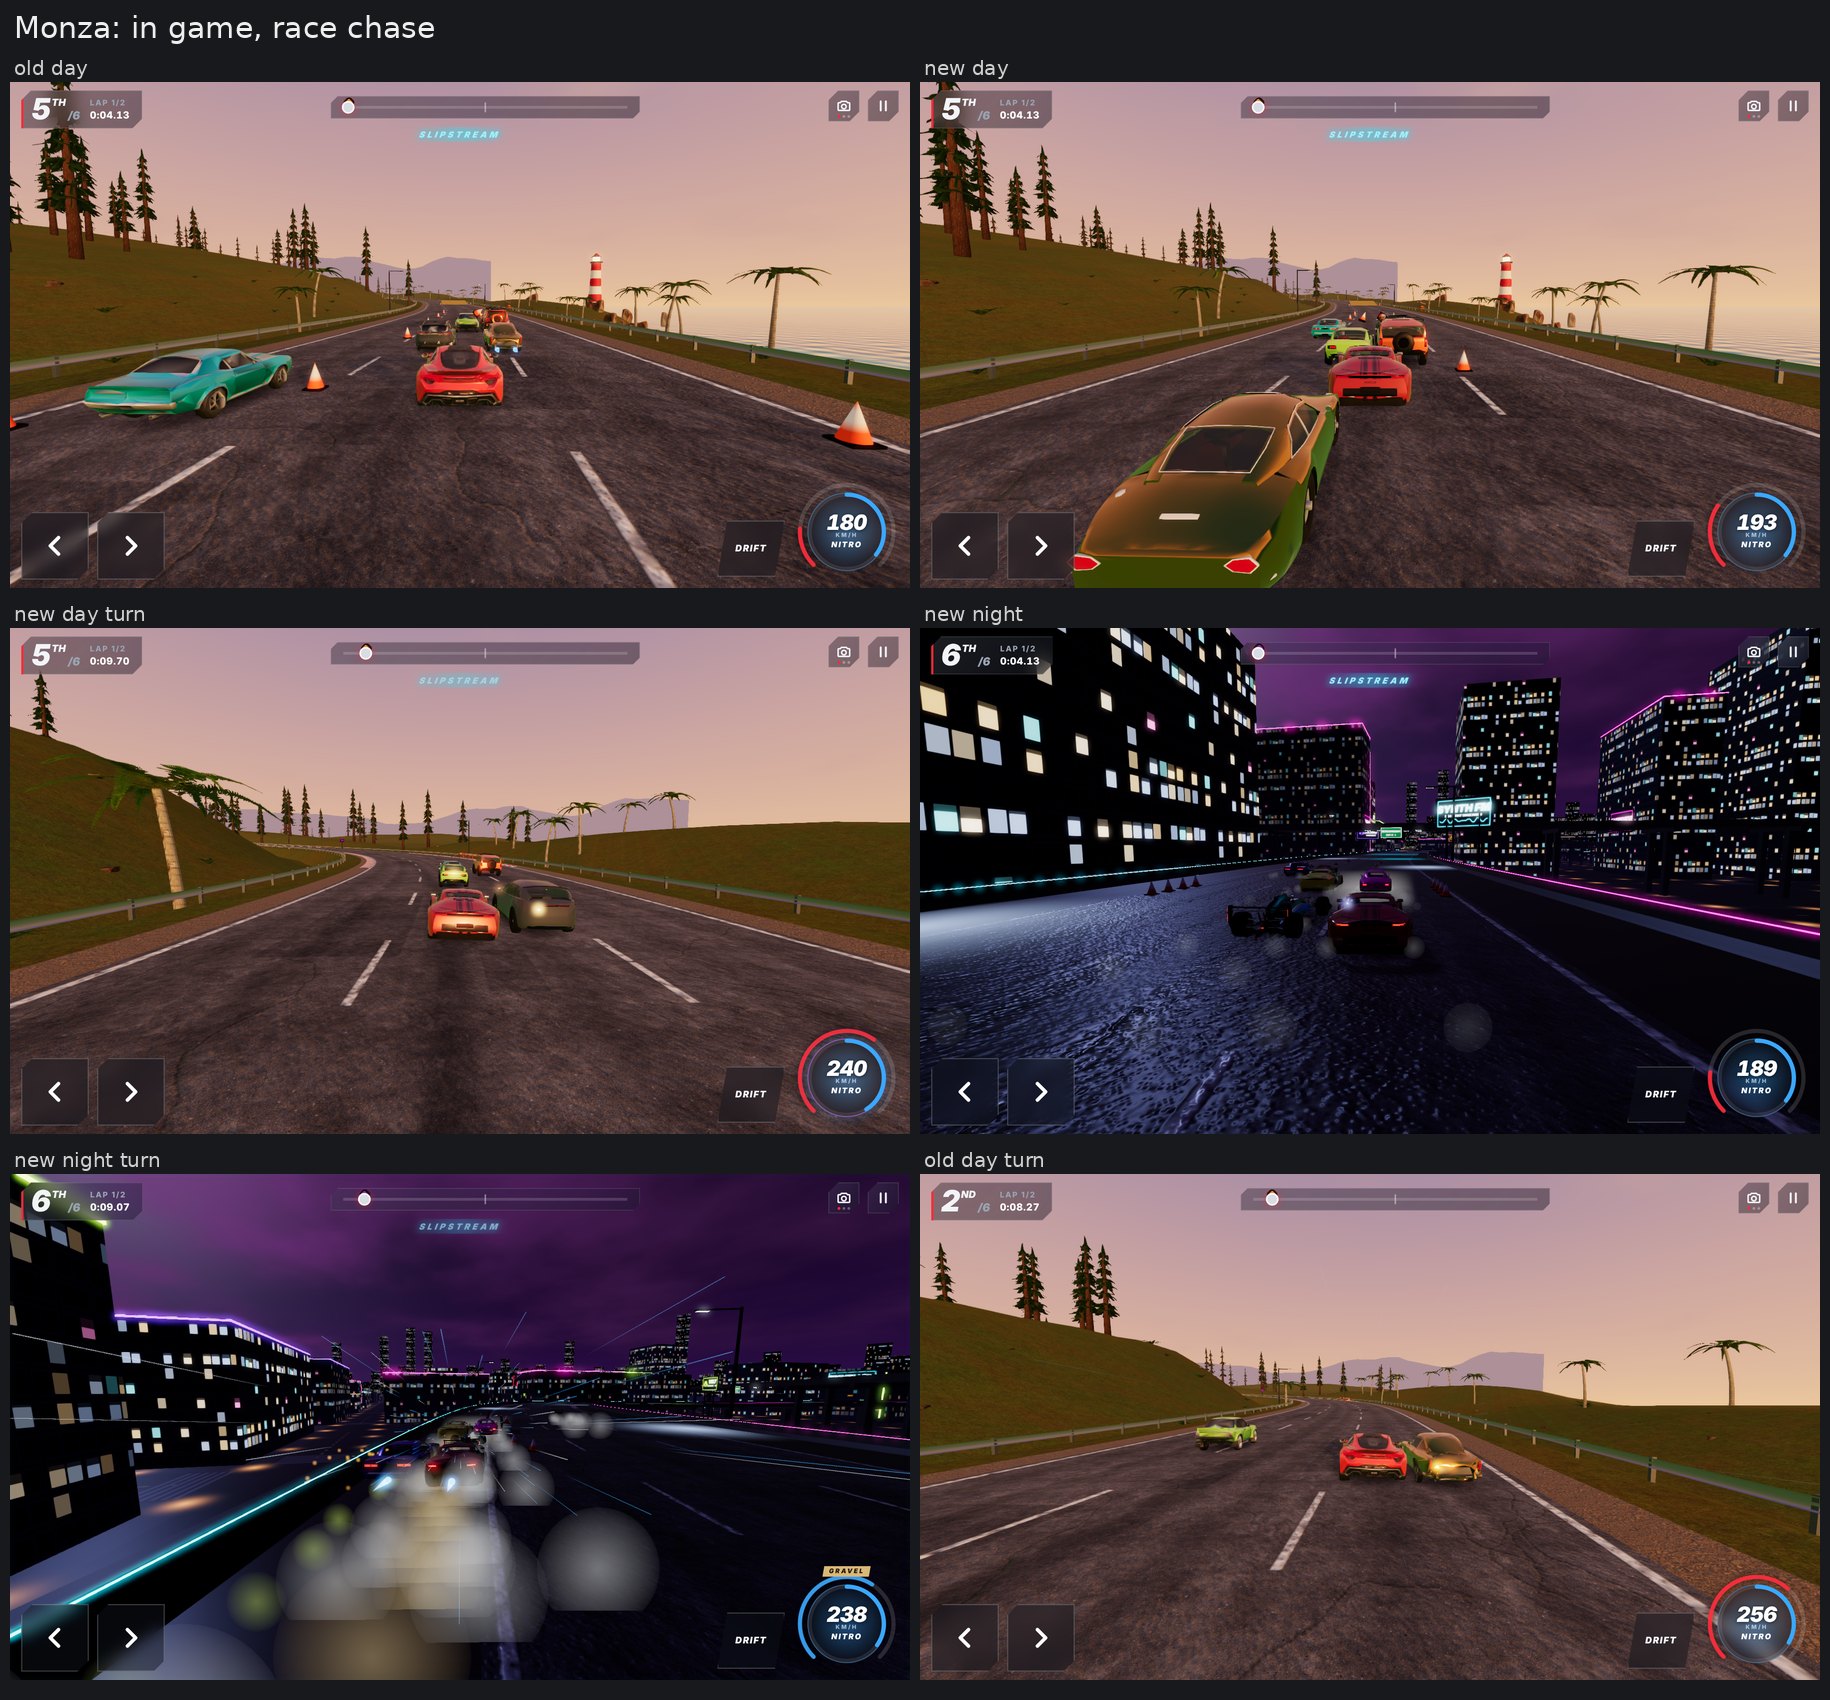 Monza: in game, race chase
old day
5TH /6 LAP 1/2 0:04.13
SLIPSTREAM
DRIFT
180
KM/H
NITRO
new day
5TH /6 LAP 1/2 0:04.13
SLIPSTREAM
DRIFT
193
KM/H
NITRO
new day turn
5TH /6 LAP 1/2 0:09.70
SLIPSTREAM
DRIFT
240
KM/H
NITRO
new night
6TH /6 LAP 1/2 0:04.13
SLIPSTREAM
DRIFT
189
KM/H
NITRO
new night turn
6TH /6 LAP 1/2 0:09.07
SLIPSTREAM
GRAVEL
DRIFT
238
KM/H
NITRO
old day turn
2ND /6 LAP 1/2 0:08.27
DRIFT
256
KM/H
NITRO